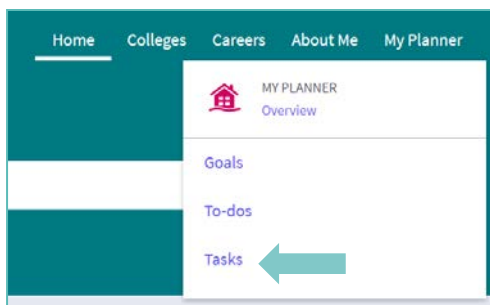 Home Colleges Careers About Me My Planner
MY PLANNER
Overview
Goals
To-dos
Tasks